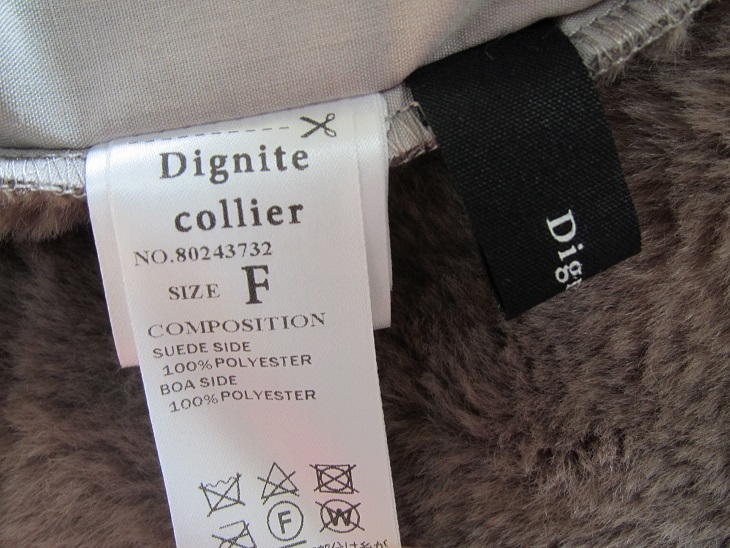 Dignite
collier
NO.80243732
SIZE F
COMPOSITION
SUEDE SIDE
100%POLYESTER
BOA SIDE
100%POLYESTER
F
W
Dig